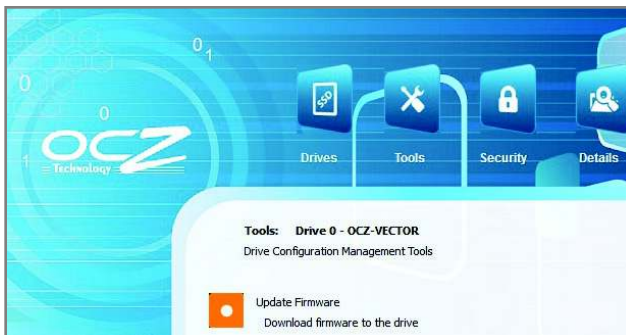 0
1
0
0
1
OCZ
Technology
SSD
Drives
Tools
Security
Details
Tools: Drive 0 - OCZ-VECTOR
Drive Configuration Management Tools
Update Firmware
Download firmware to the drive